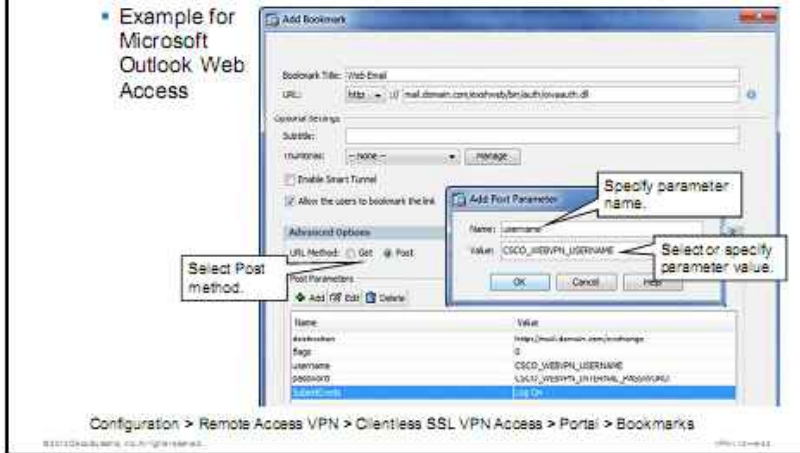 Example for
Microsoft
Outlook Web
Access
Add Bookmark
Bookmark Title: Web Email
URL: http :// mail.domain.com/exchweb/bin/auth/owaauth.dll
Optional Settings
Subtitle:
Thumbnail: -- None -- Manage
Enable Smart Tunnel
Allow the users to bookmark the link
Advanced Options
URL Method: Get Post
Post Parameters
Add Edit Delete
Select Post
method.
Add Post Parameter
Name: username
Value: CSCO_WEBVPN_USERNAME
OK Cancel Help
Specify parameter
name.
Select or specify
parameter value.
Name Value
destination http://mail.domain.com/exchange
flags 0
username CSCO_WEBVPN_USERNAME
password CSCO_WEBVPN_INTERNAL_PASSWORD
SubmitCreds Log On
Configuration > Remote Access VPN > Clientless SSL VPN Access > Portal > Bookmarks